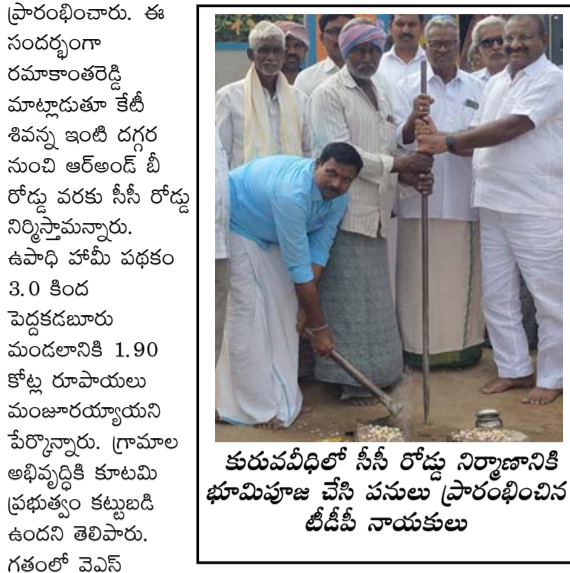 ప్రారంభించారు. ఈ
సందర్భంగా
రమాకాంతరెడ్డి
మాట్లాడుతూ కేటీ
శివన్న ఇంటి దగ్గర
నుంచి ఆర్అండ్ బీ
రోడ్డు వరకు సీసీ రోడ్డు
నిర్మిస్తామన్నారు.
ఉపాధి హామీ పథకం
3.0 కింద
పెద్దకడబూరు
మండలానికి 1.90
కోట్ల రూపాయలు
మంజూరయ్యాయని
పేర్కొన్నారు. గ్రామాల
అభివృద్ధికి కూటమి
ప్రభుత్వం కట్టుబడి
ఉందని తెలిపారు.
గతంలో వైఎస్
కురువవీధిలో సీసీ రోడ్డు నిర్మాణానికి
భూమిపూజ చేసి పనులు ప్రారంభించిన
టీడీపీ నాయకులు